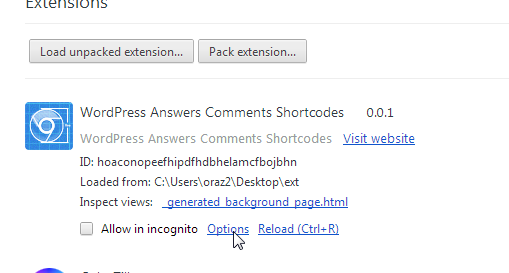 Extensions
Load unpacked extension... Pack extension...
WordPress Answers Comments Shortcodes 0.0.1
WordPress Answers Comments Shortcodes Visit website
ID: hoaconopeefhipdfhdbhelamcfbojbhn
Loaded from: C:\Users\oraz2\Desktop\ext
Inspect views: _generated_background_page.html
Allow in incognito Options Reload (Ctrl+R)